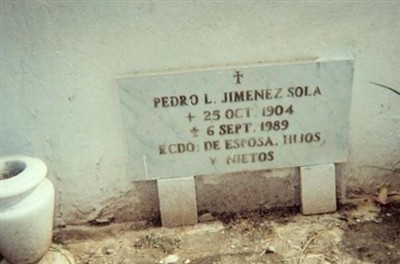 PEDRO L. JIMENEZ SOLA
+ 25 OCT. 1904
✝ 6 SEPT. 1989
RCDO: DE ESPOSA, HIJOS,
Y NIETOS